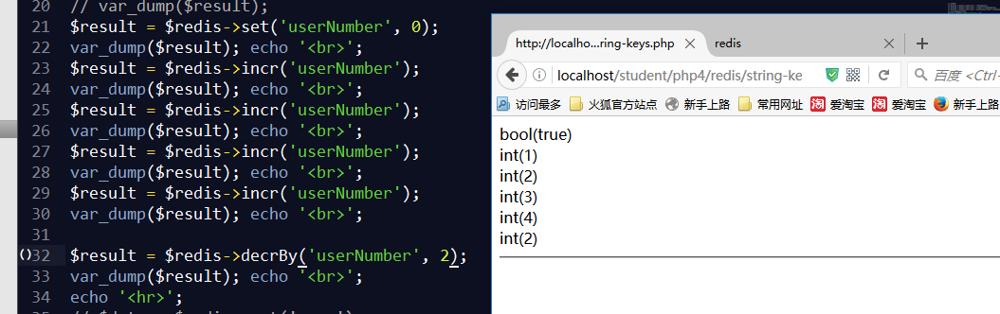 20 // var_dump($result);
21 $result = $redis->set('userNumber', 0);
22 var_dump($result); echo '<br>';
23 $result = $redis->incr('userNumber');
24 var_dump($result); echo '<br>';
25 $result = $redis->incr('userNumber');
26 var_dump($result); echo '<br>';
27 $result = $redis->incr('userNumber');
28 var_dump($result); echo '<br>';
29 $result = $redis->incr('userNumber');
30 var_dump($result); echo '<br>';
31
()32 $result = $redis->decrBy('userNumber', 2);
33 var_dump($result); echo '<br>';
34 echo '<hr>';
http://localho...ring-keys.php
redis
localhost/student/php4/redis/string-ke
百度 <Ctrl
访问最多 火狐官方站点 新手上路 常用网址 淘 爱淘宝 淘 爱淘宝 新手上路
bool(true)
int(1)
int(2)
int(3)
int(4)
int(2)